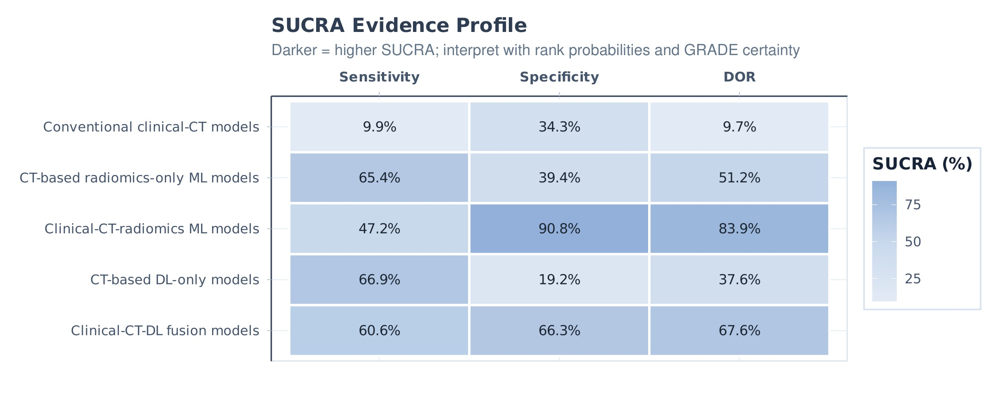 SUCRA Evidence Profile
Darker = higher SUCRA; interpret with rank probabilities and GRADE certainty
Sensitivity Specificity DOR
Conventional clinical-CT models 9.9% 34.3% 9.7%
CT-based radiomics-only ML models 65.4% 39.4% 51.2%
Clinical-CT-radiomics ML models 47.2% 90.8% 83.9%
CT-based DL-only models 66.9% 19.2% 37.6%
Clinical-CT-DL fusion models 60.6% 66.3% 67.6%
SUCRA (%)
75
50
25